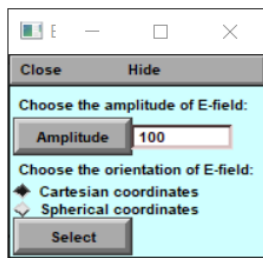 E
Close Hide
Choose the amplitude of E-field:
Amplitude 100
Choose the orientation of E-field:
Cartesian coordinates
Spherical coordinates
Select